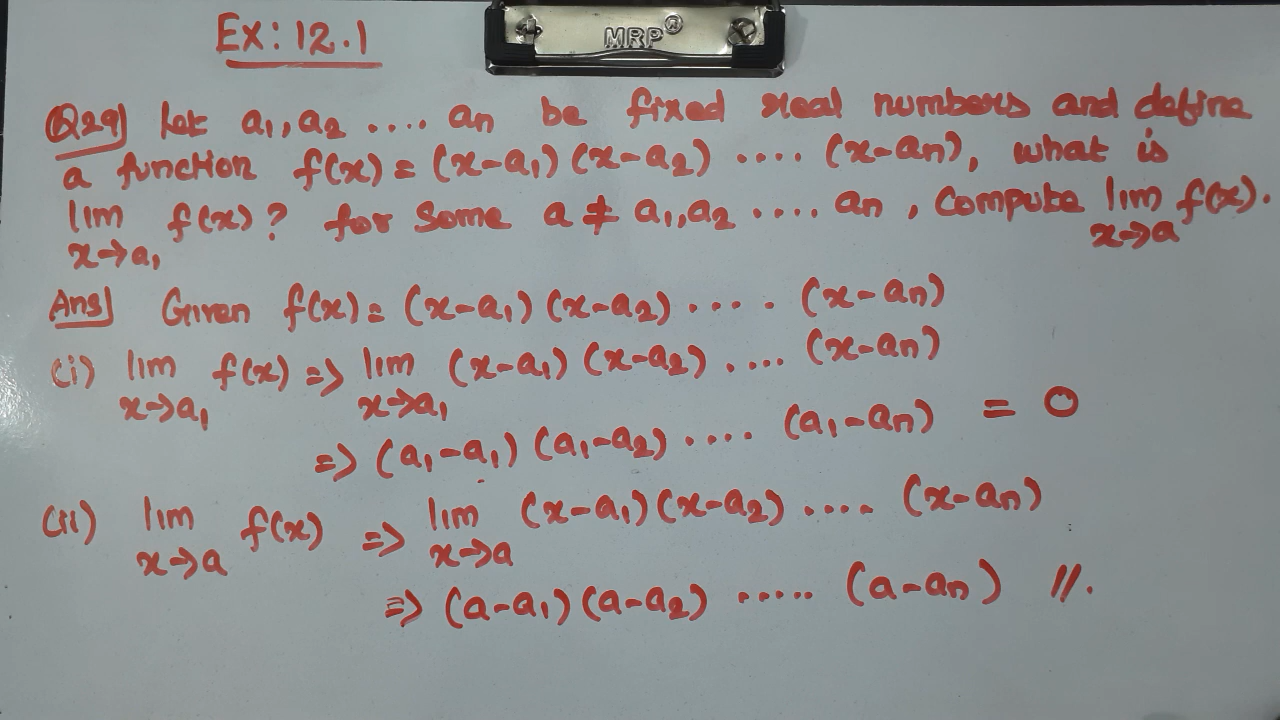 MRP®
Ex: 12.1
Q29) Let a₁, a₂ .... aₙ be fixed real numbers and define
a function f(x) = (x-a₁) (x-a₂) .... (x-aₙ), what is
lim x→a₁ f(x)? for some a ≠ a₁, a₂ .... aₙ, compute lim x→a f(x).
Ans) Given f(x) = (x-a₁) (x-a₂) .... (x-aₙ)
(i) lim x→a₁ f(x) => lim x→a₁ (x-a₁) (x-a₂) .... (x-aₙ)
=> (a₁-a₁) (a₁-a₂) .... (a₁-aₙ) = 0
(ii) lim x→a f(x) => lim x→a (x-a₁) (x-a₂) .... (x-aₙ)
=> (a-a₁) (a-a₂) ..... (a-aₙ) //.